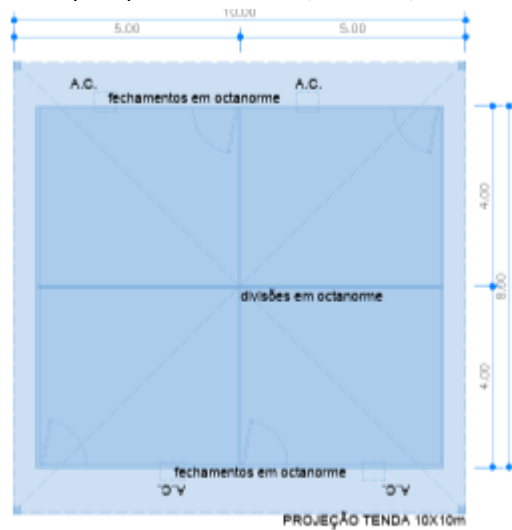 10.00
5.00
5.00
A.C.
A.C.
fechamentos em octanorme
4.00
8.00
divisões em octanorme
4.00
fechamentos em octanorme
A.C.
A.C.
PROJEÇÃO TENDA 10X10m